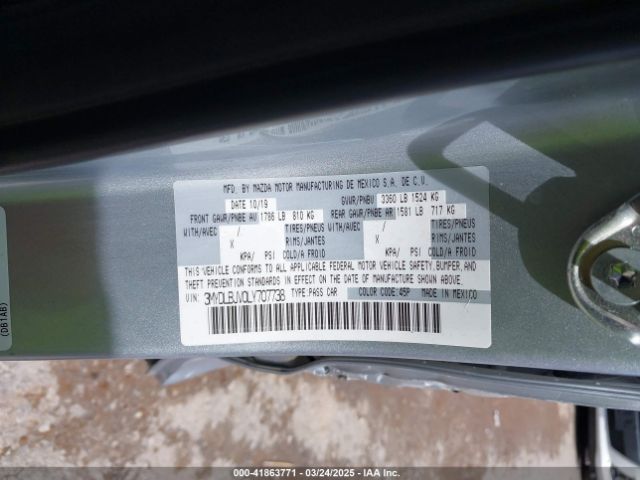 MFD. BY MAZDA MOTOR MANUFACTURING DE MEXICO S.A. DE C.V.
DATE 10/19 GVWR/PNBV 3360 LB 1524 KG
FRONT GAWR/PNBE AV 1786 LB 810 KG REAR GAWR/PNBE AR 1581 LB 717 KG
WITH/AVEC / TIRES/PNEUS WITH/AVEC / TIRES/PNEUS
X RIMS/JANTES X RIMS/JANTES
KPA/ PSI COLD/A FROID KPA/ PSI COLD/A FROID
THIS VEHICLE CONFORMS TO ALL APPLICABLE FEDERAL MOTOR VEHICLE SAFETY, BUMPER, AND
THEFT PREVENTION STANDARDS IN EFFECT ON THE DATE OF MANUFACTURE SHOWN ABOVE.
VIN: TYPE:PASS CAR COLOR CODE: 45P MADE IN MEXICO
(DB1AB)
000-41863771 - 03/24/2025 - IAA Inc.